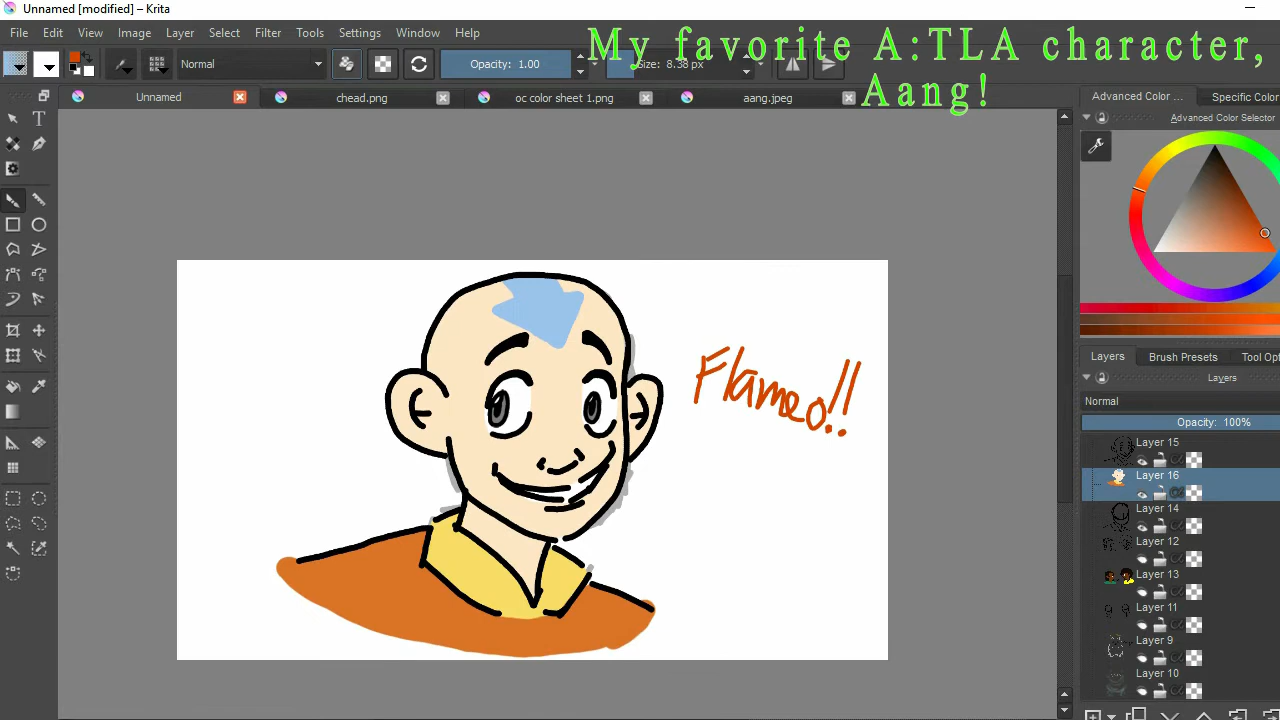 Unnamed [modified] – Krita
File Edit View Image Layer Select Filter Tools Settings Window Help
My favorite A:TLA character,
Aang!
Normal Opacity: 1.00 Size: 8.38 px
Unnamed chead.png oc color sheet 1.png aang.jpeg
Advanced Color ... Specific Color
Advanced Color Selector
Flameo!!
Layers Brush Presets Tool Opt
Layers
Normal
Opacity: 100%
Layer 15
Layer 16
Layer 14
Layer 12
Layer 13
Layer 11
Layer 9
Layer 10